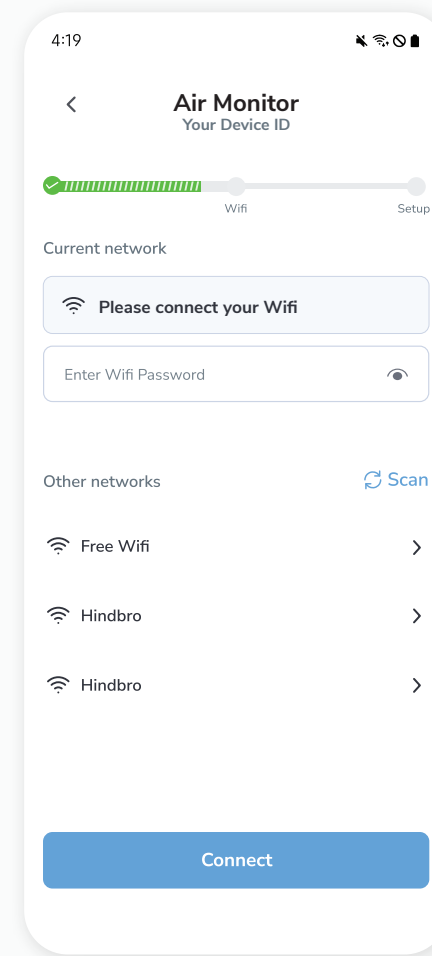 4:19
Air Monitor
Your Device ID
Wifi
Setup
Current network
Please connect your Wifi
Enter Wifi Password
Other networks
Scan
Free Wifi
Hindbro
Hindbro
Connect